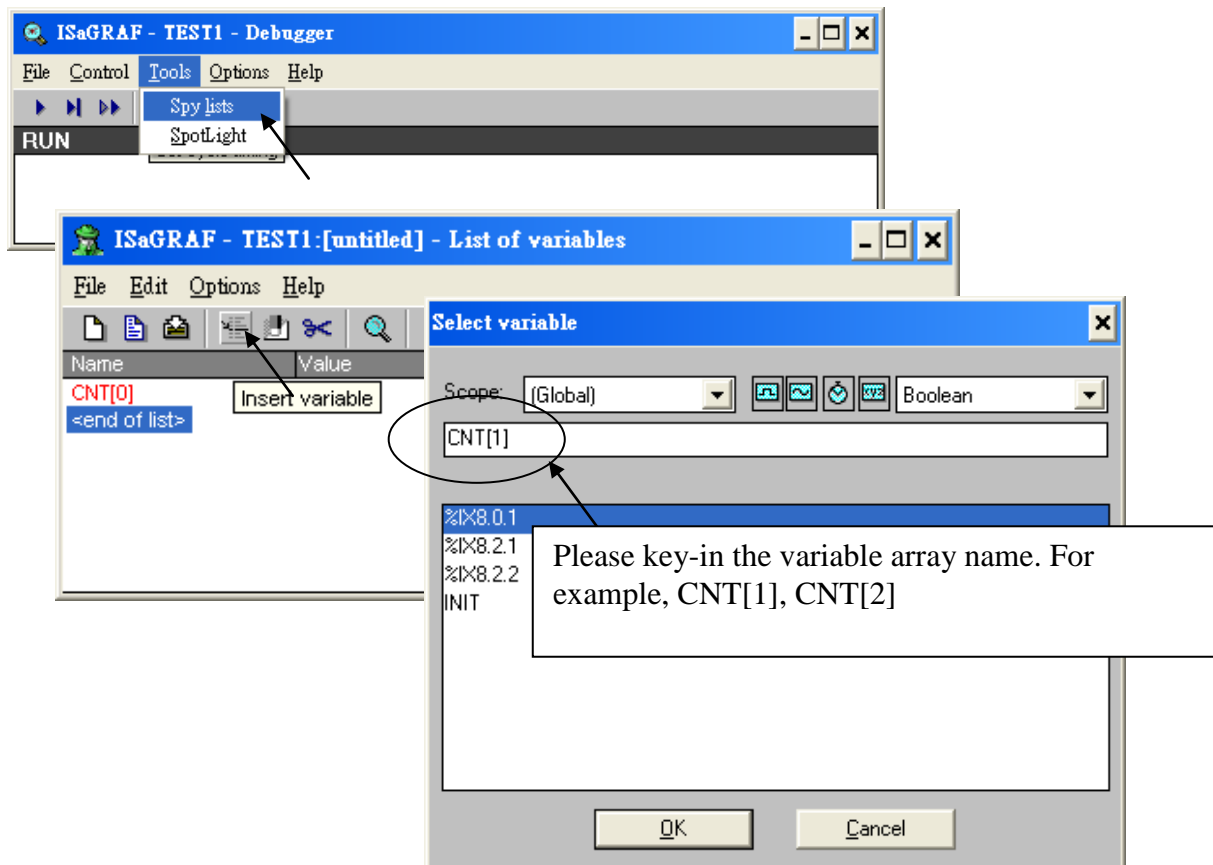 ISaGRAF - TEST1 - Debugger
File Control Tools Options Help
Spy lists
SpotLight
RUN
ISaGRAF - TEST1:[untitled] - List of variables
File Edit Options Help
Name Value
CNT[0]
Insert variable
<end of list>
Select variable
Scope: (Global) Boolean
CNT[1]
%IX8.0.1
%IX8.2.1
%IX8.2.2
INIT
Please key-in the variable array name. For
example, CNT[1], CNT[2]
OK Cancel